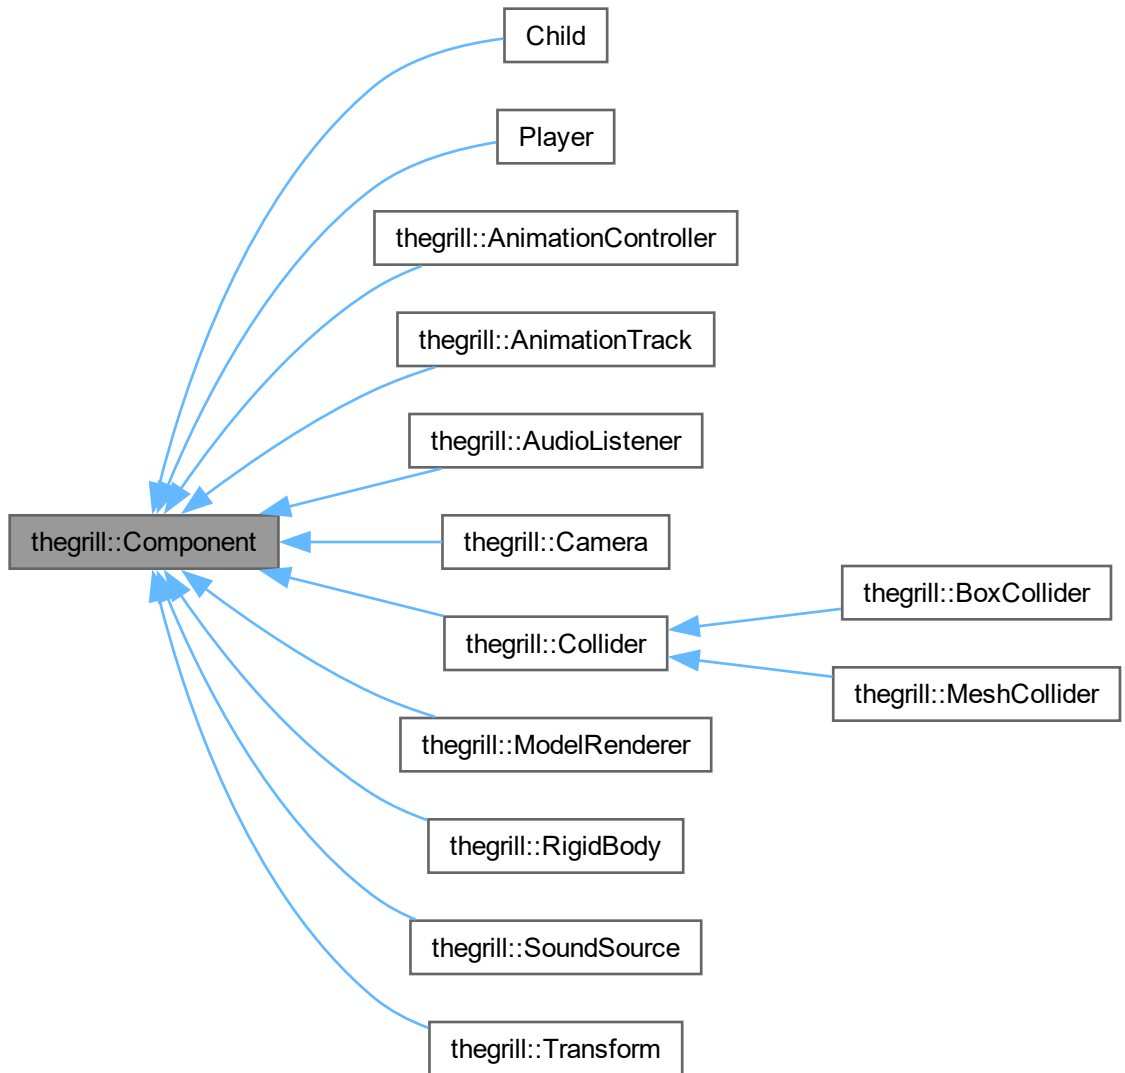 Child
Player
thegrill::AnimationController
thegrill::AnimationTrack
thegrill::AudioListener
thegrill::Component
thegrill::Camera
thegrill::Collider
thegrill::BoxCollider
thegrill::MeshCollider
thegrill::ModelRenderer
thegrill::RigidBody
thegrill::SoundSource
thegrill::Transform